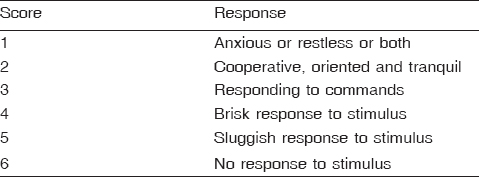 Score Response
1 Anxious or restless or both
2 Cooperative, oriented and tranquil
3 Responding to commands
4 Brisk response to stimulus
5 Sluggish response to stimulus
6 No response to stimulus